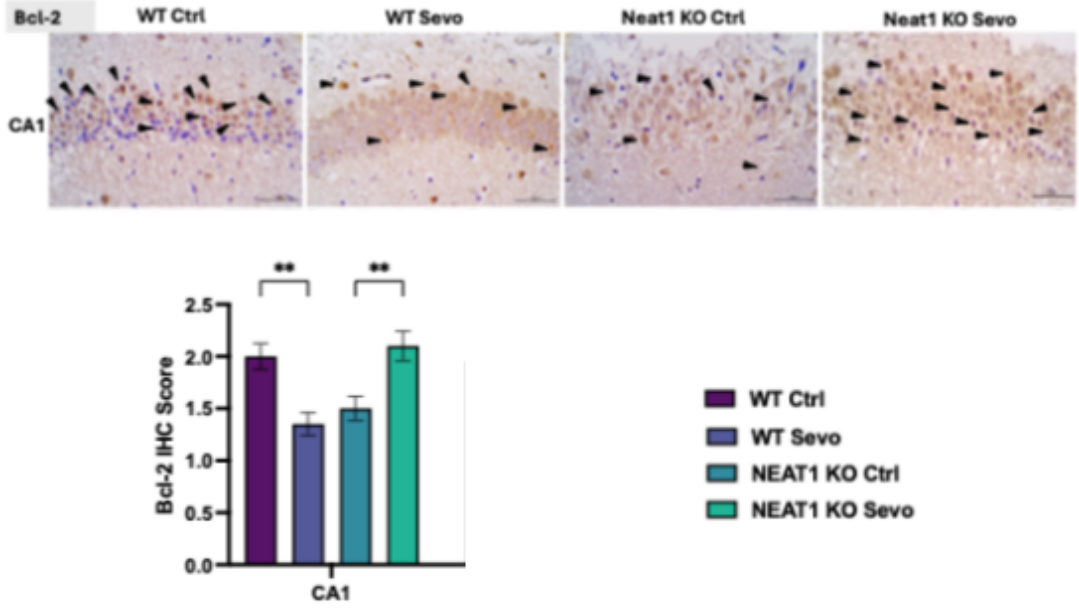 Bcl-2 WT Ctrl WT Sevo Neat1 KO Ctrl Neat1 KO Sevo
CA1
** **
2.5
2.0
1.5
1.0
0.5
0.0
Bcl-2 IHC Score
CA1
WT Ctrl
WT Sevo
NEAT1 KO Ctrl
NEAT1 KO Sevo